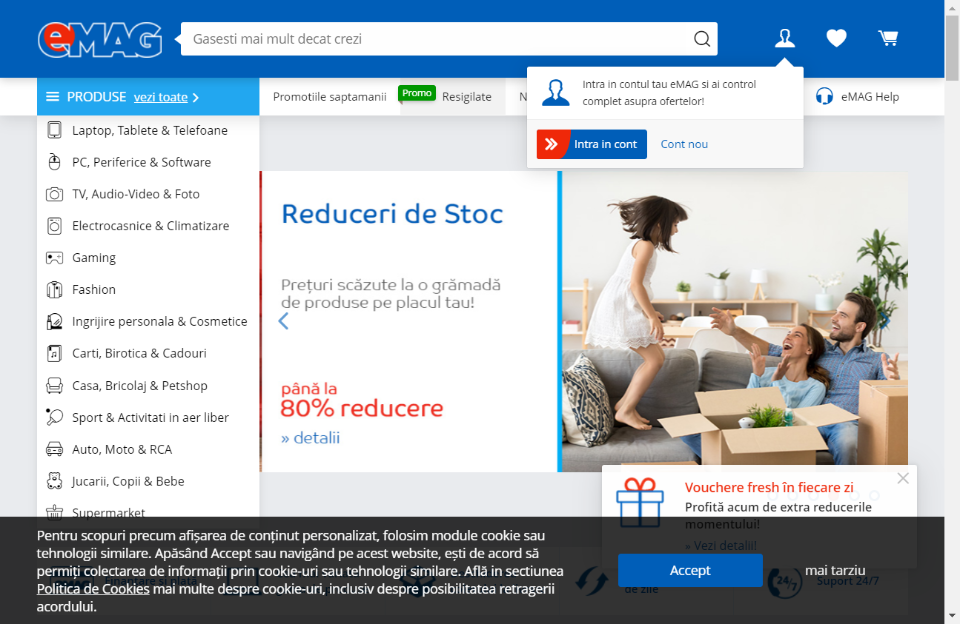 eMAG
Gasesti mai mult decat crezi
Intra in contul tau eMAG si ai control
complet asupra ofertelor!
Intra in cont
Cont nou
PRODUSE vezi toate
Promotiile saptamanii
Promo
Resigilate
N
eMAG Help
Laptop, Tablete & Telefoane
PC, Periferice & Software
TV, Audio-Video & Foto
Electrocasnice & Climatizare
Gaming
Fashion
Ingrijire personala & Cosmetice
Carti, Birotica & Cadouri
Casa, Bricolaj & Petshop
Sport & Activitati in aer liber
Auto, Moto & RCA
Jucarii, Copii & Bebe
Supermarket
Reduceri de Stoc
Prețuri scăzute la o grămadă
de produse pe placul tau!
până la
80% reducere
» detalii
Vouchere fresh în fiecare zi
Profită acum de extra reducerile
momentului!
» Vezi detalii!
Pentru scopuri precum afișarea de conținut personalizat, folosim module cookie sau
tehnologii similare. Apăsând Accept sau navigând pe acest website, ești de acord să
permiți colectarea de informații prin cookie-uri sau tehnologii similare. Află in sectiunea
Politica de Cookies mai multe despre cookie-uri, inclusiv despre posibilitatea retragerii
acordului.
Accept
mai tarziu
de zile
24/7
Suport 24/7